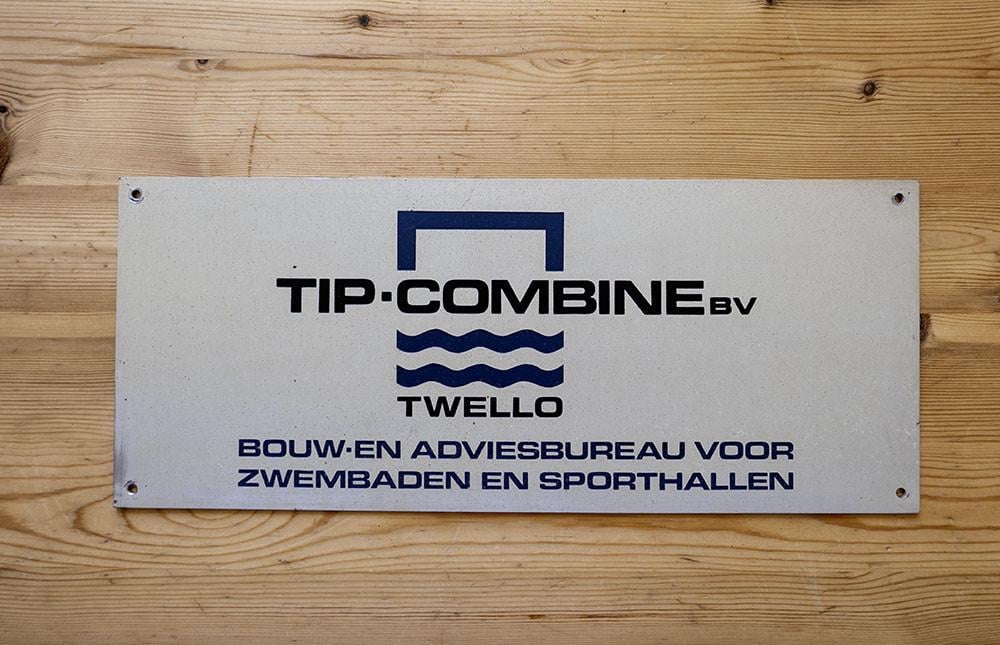 TIP·COMBINE BV
TWELLO
BOUW·EN ADVIESBUREAU VOOR
ZWEMBADEN EN SPORTHALLEN